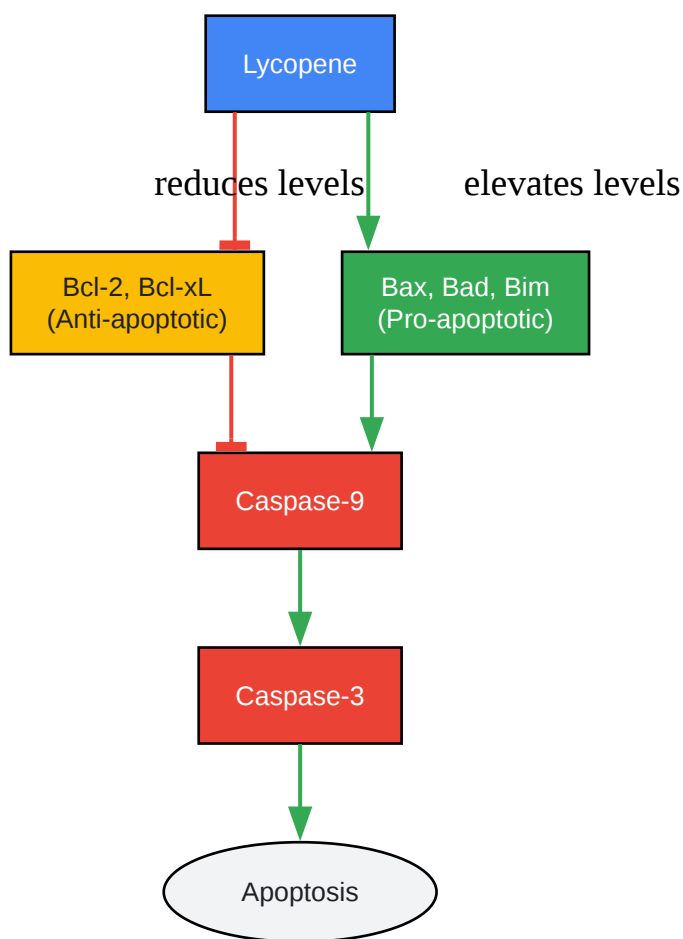 Lycopene
reduces levels
elevates levels
Bcl-2, Bcl-xL
(Anti-apoptotic)
Bax, Bad, Bim
(Pro-apoptotic)
Caspase-9
Caspase-3
Apoptosis